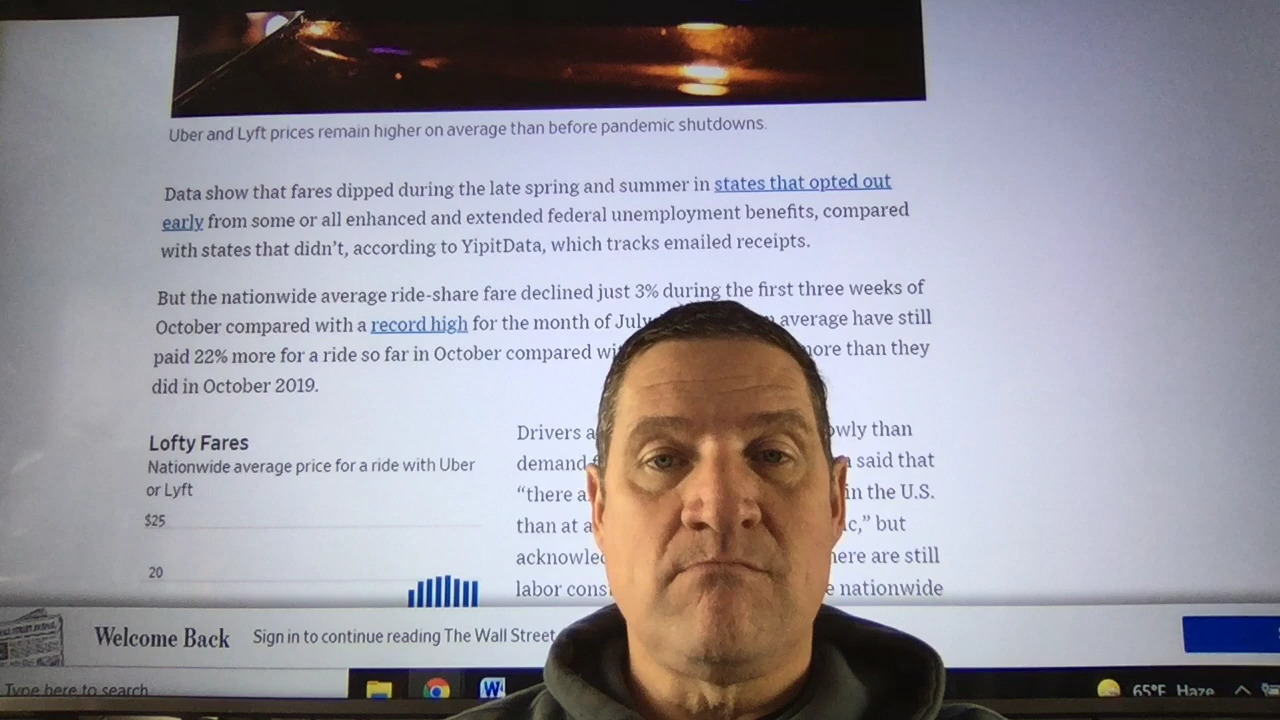 Uber and Lyft prices remain higher on average than before pandemic shutdowns.
Data show that fares dipped during the late spring and summer in states that opted out
early from some or all enhanced and extended federal unemployment benefits, compared
with states that didn't, according to YipitData, which tracks emailed receipts.
But the nationwide average ride-share fare declined just 3% during the first three weeks of
October compared with a record high for the month of July average have still
paid 22% more for a ride so far in October compared more than they
did in October 2019.
Lofty Fares
Nationwide average price for a ride with Uber
or Lyft
$25
20
Drivers than
demand said that
“there in the U.S.
than at but
are still
labor nationwide
Welcome Back
Sign in to continue reading The Wall Street
Type here to search
65°F Haze